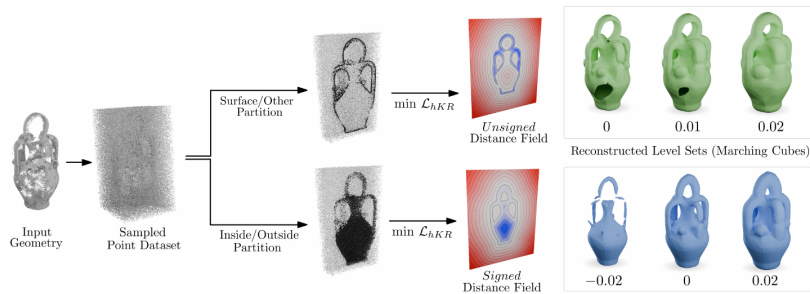 Input
Geometry
Sampled
Point Dataset
Surface/Other
Partition
Inside/Outside
Partition
min ℒhKR
min ℒhKR
Unsigned
Distance Field
Signed
Distance Field
0 0.01 0.02
Reconstructed Level Sets (Marching Cubes)
−0.02 0 0.02